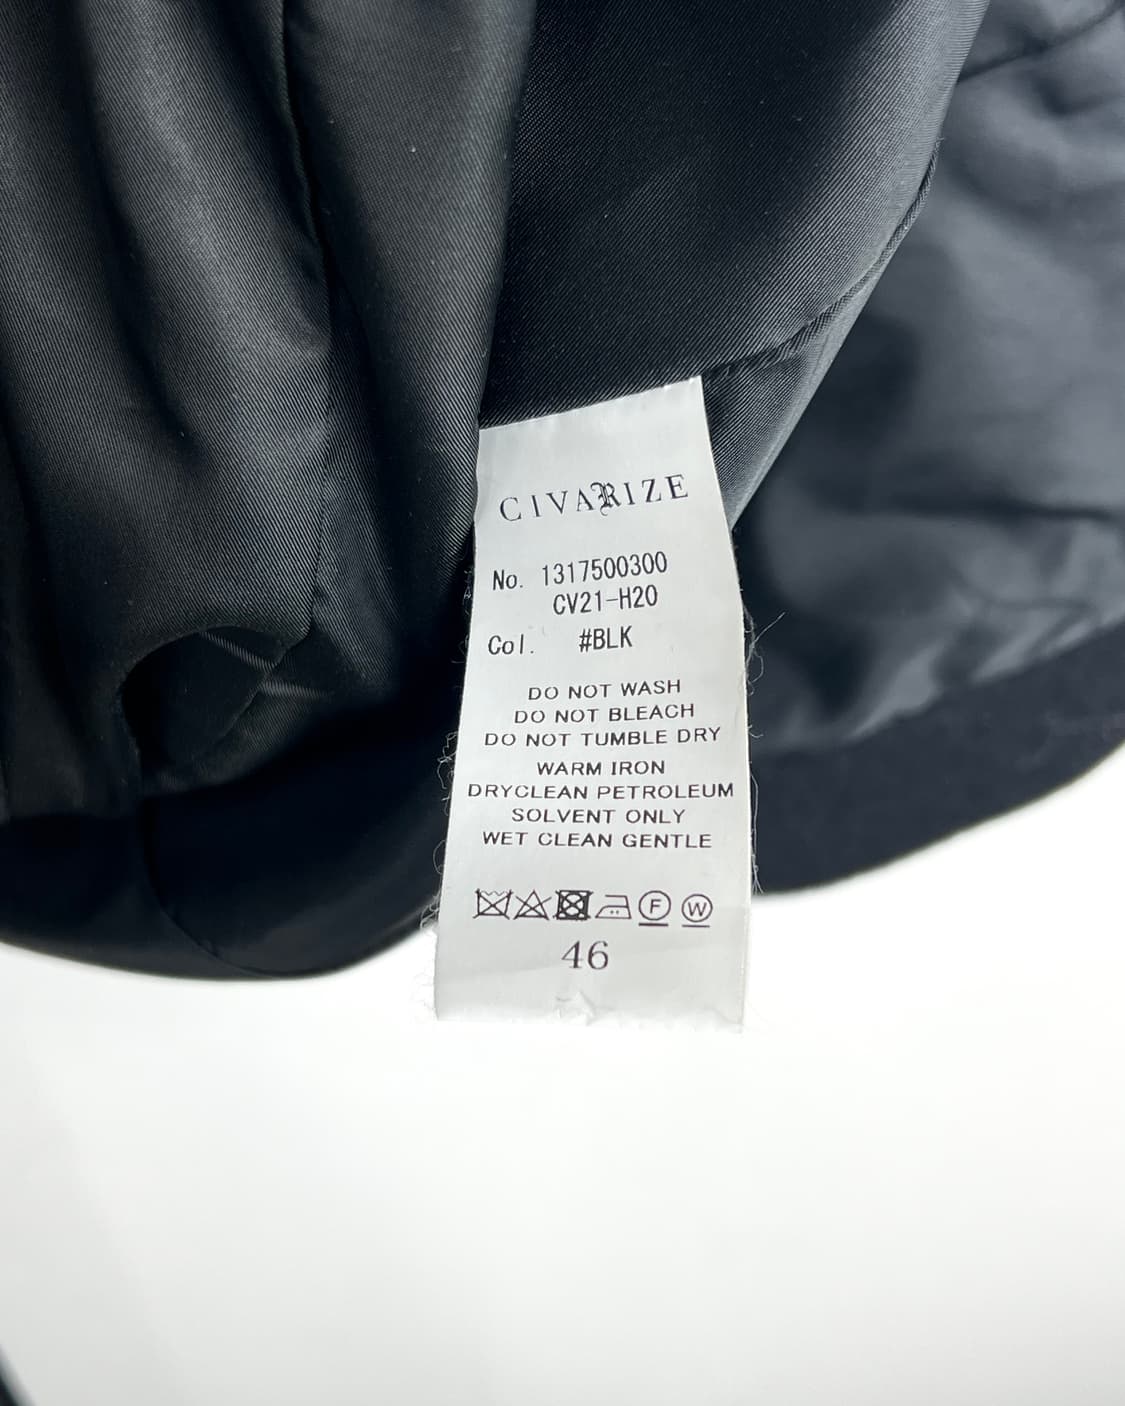 CIVARIZE
No. 1317500300
CV21-H20
Col. #BLK
DO NOT WASH
DO NOT BLEACH
DO NOT TUMBLE DRY
WARM IRON
DRYCLEAN PETROLEUM
SOLVENT ONLY
WET CLEAN GENTLE
F W
46